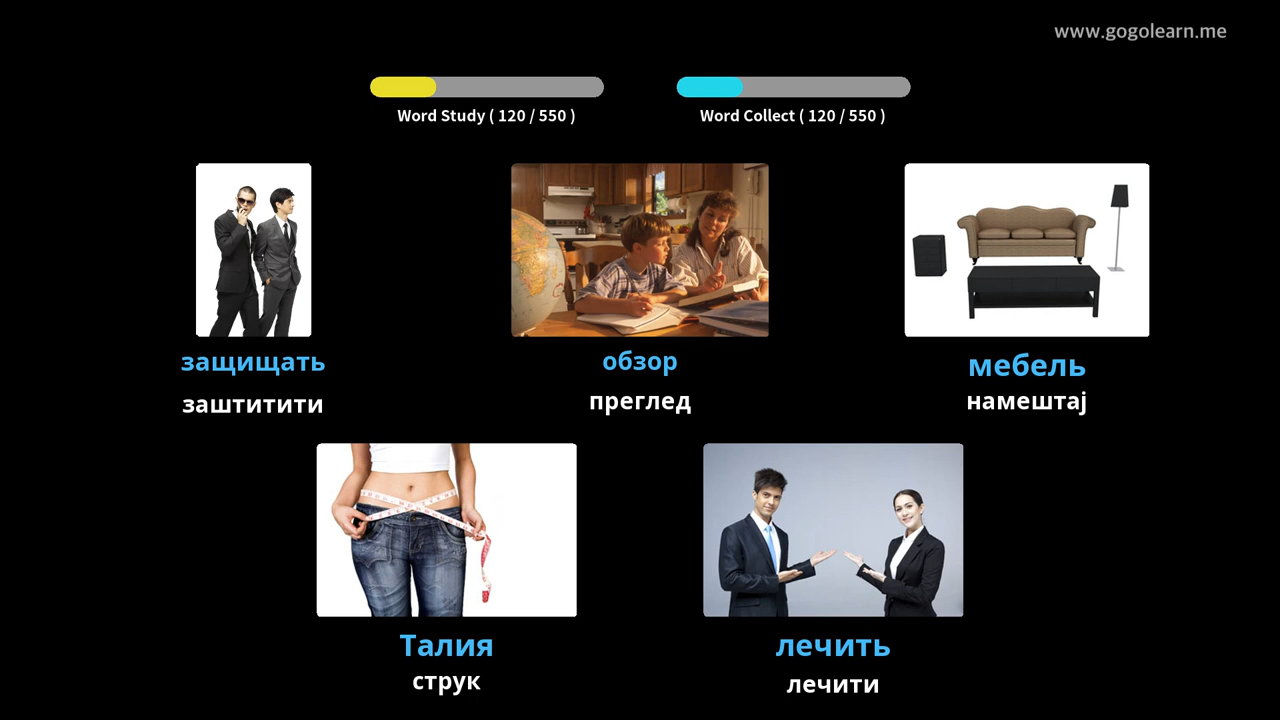 www.gogolearn.me
Word Study ( 120 / 550 )
Word Collect ( 120 / 550 )
защищать
заштитити
обзор
преглед
мебель
намештај
Талия
струк
лечить
лечити